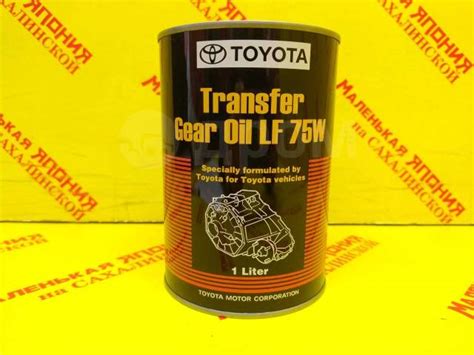 TOYOTA
Transfer
Gear Oil LF 75W
Specially formulated by
Toyota for Toyota vehicles
1 Liter
TOYOTA MOTOR CORPORATION
МАЛЕНЬКАЯ ЯПОНИЯ
на САХАЛИНСКОЙ
МАЛЕНЬКАЯ ЯПОНИЯ
на САХАЛИНСКОЙ